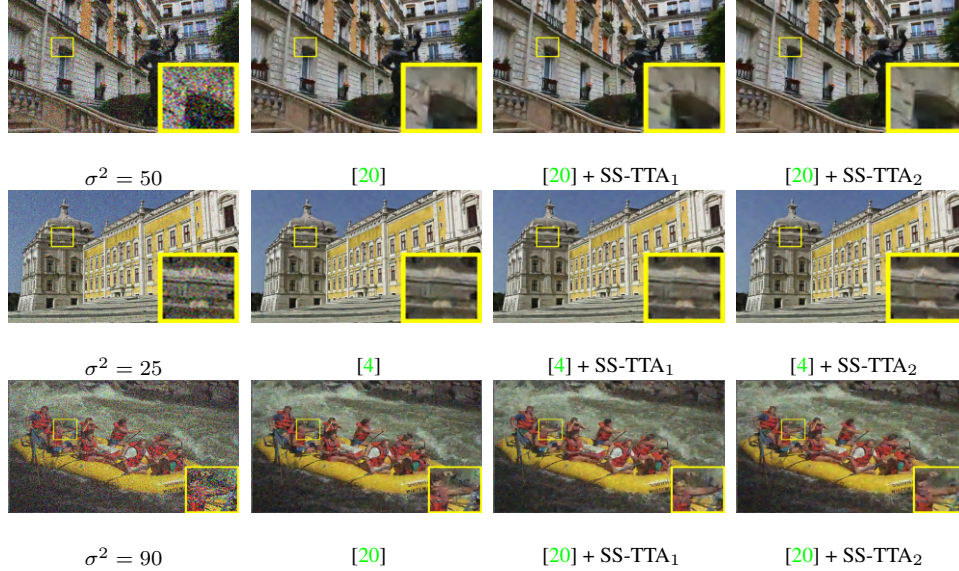 σ² = 50 [20] [20] + SS-TTA₁ [20] + SS-TTA₂
σ² = 25 [4] [4] + SS-TTA₁ [4] + SS-TTA₂
σ² = 90 [20] [20] + SS-TTA₁ [20] + SS-TTA₂